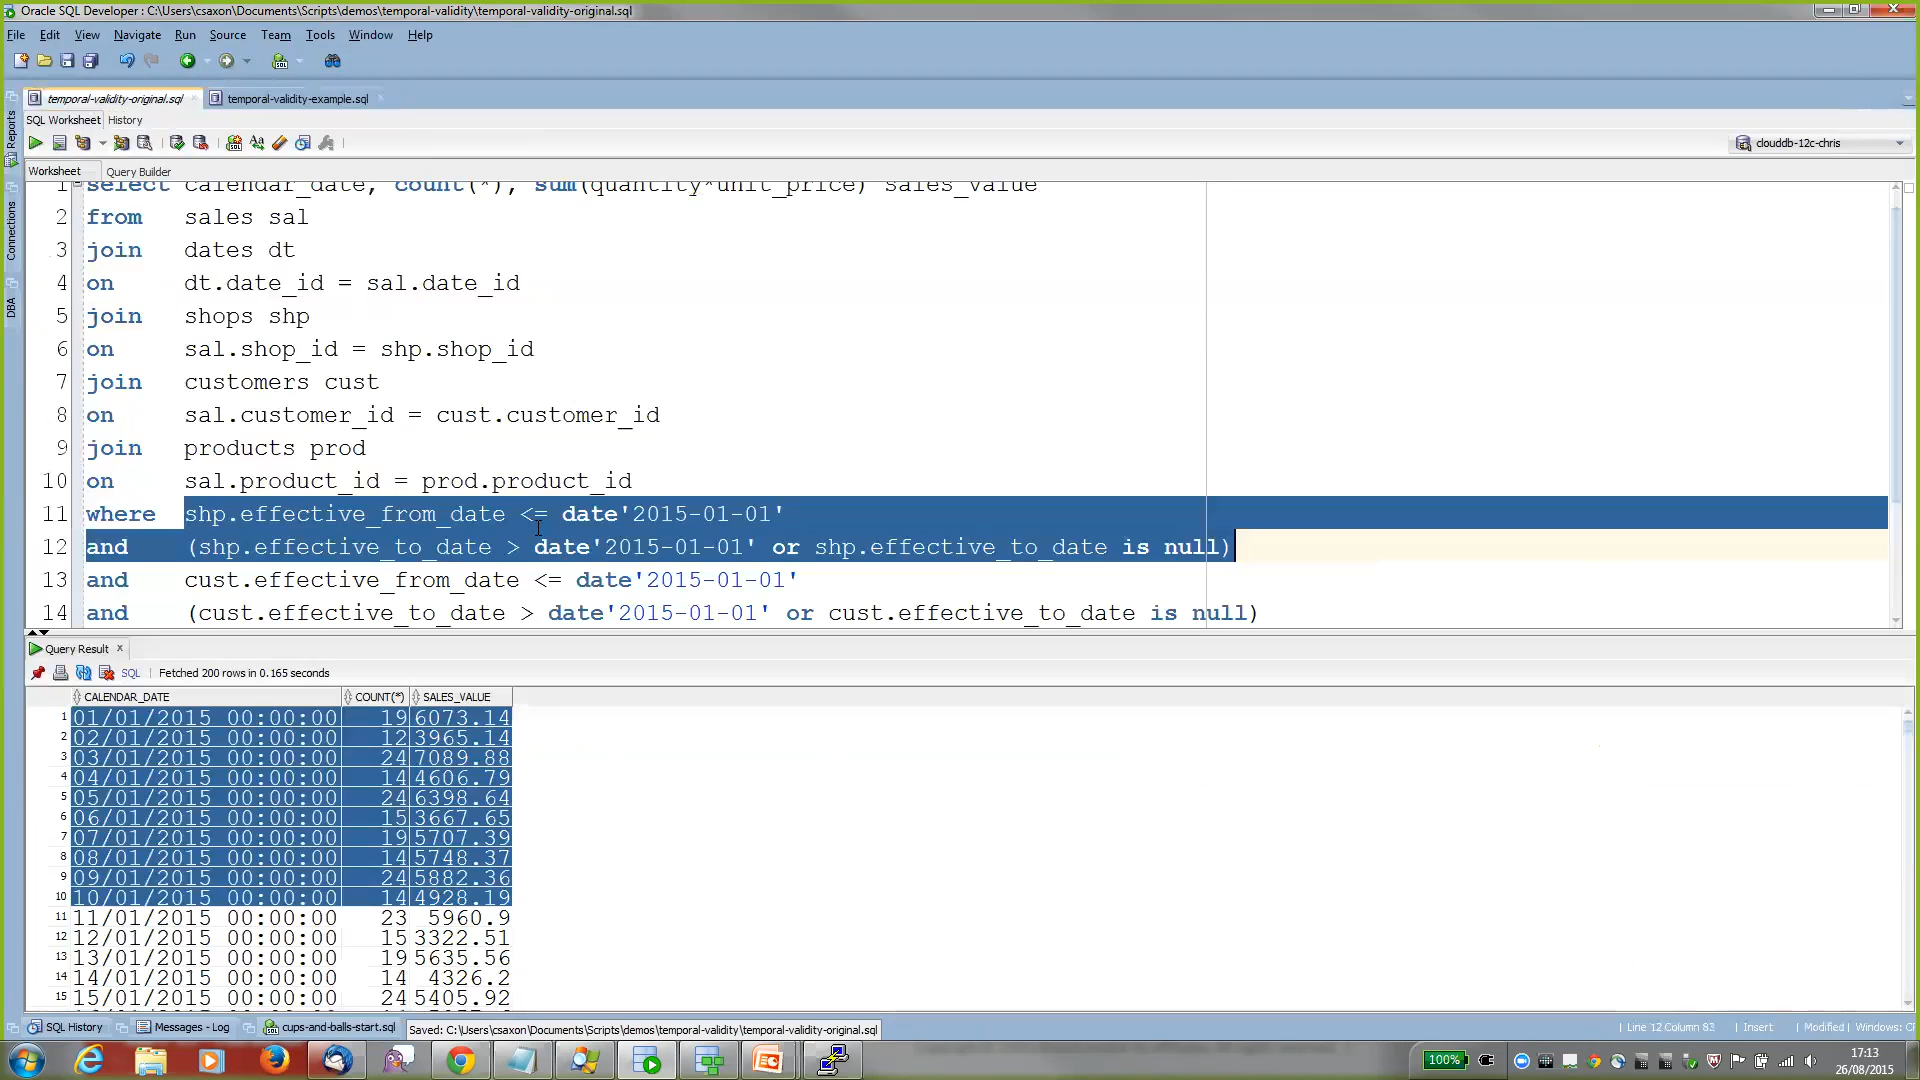 Oracle SQL Developer : C:\Users\csaxon\Documents\Scripts\demos\temporal-validity\temporal-validity-original.sql
File Edit View Navigate Run Source Team Tools Window Help
temporal-validity-original.sql temporal-validity-example.sql
SQL Worksheet History
clouddb-12c-chris
Worksheet Query Builder
Reports
Connections
DBA
1 select calendar_date, count(*), sum(quantity*unit_price) sales_value
2 from sales sal
3 join dates dt
4 on dt.date_id = sal.date_id
5 join shops shp
6 on sal.shop_id = shp.shop_id
7 join customers cust
8 on sal.customer_id = cust.customer_id
9 join products prod
10 on sal.product_id = prod.product_id
11 where shp.effective_from_date <= date'2015-01-01'
12 and (shp.effective_to_date > date'2015-01-01' or shp.effective_to_date is null)
13 and cust.effective_from_date <= date'2015-01-01'
14 and (cust.effective_to_date > date'2015-01-01' or cust.effective_to_date is null)
Query Result x
SQL | Fetched 200 rows in 0.165 seconds
CALENDAR_DATE COUNT(*) SALES_VALUE
1 01/01/2015 00:00:00 19 6073.14
2 02/01/2015 00:00:00 12 3965.14
3 03/01/2015 00:00:00 24 7089.88
4 04/01/2015 00:00:00 14 4606.79
5 05/01/2015 00:00:00 24 6398.64
6 06/01/2015 00:00:00 15 3667.65
7 07/01/2015 00:00:00 19 5707.39
8 08/01/2015 00:00:00 14 5748.37
9 09/01/2015 00:00:00 24 5882.36
10 10/01/2015 00:00:00 14 4928.19
11 11/01/2015 00:00:00 23 5960.9
12 12/01/2015 00:00:00 15 3322.51
13 13/01/2015 00:00:00 19 5635.56
14 14/01/2015 00:00:00 14 4326.2
15 15/01/2015 00:00:00 24 5405.92
SQL History Messages - Log cups-and-balls-start.sql Saved: C:\Users\csaxon\Documents\Scripts\demos\temporal-validity\temporal-validity-original.sql Line 12 Column 83 | Insert | Modified | Windows: CF
100% 17:13
26/08/2015